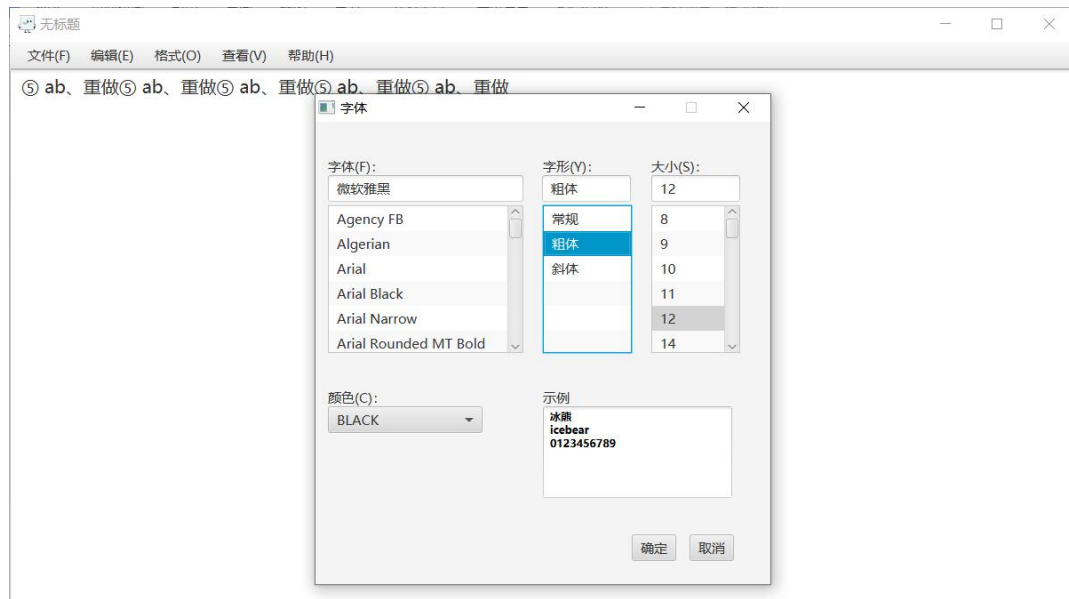 无标题
文件(F) 编辑(E) 格式(O) 查看(V) 帮助(H)
⑤ ab、重做⑤ ab、重做⑤ ab、重做⑤ ab、重做⑤ ab、重做
字体
字体(F): 字形(Y): 大小(S):
微软雅黑 粗体 12
Agency FB 常规 8
Algerian 粗体 9
Arial 斜体 10
Arial Black 11
Arial Narrow 12
Arial Rounded MT Bold 14
颜色(C): 示例
BLACK
冰熊
icebear
0123456789
确定 取消